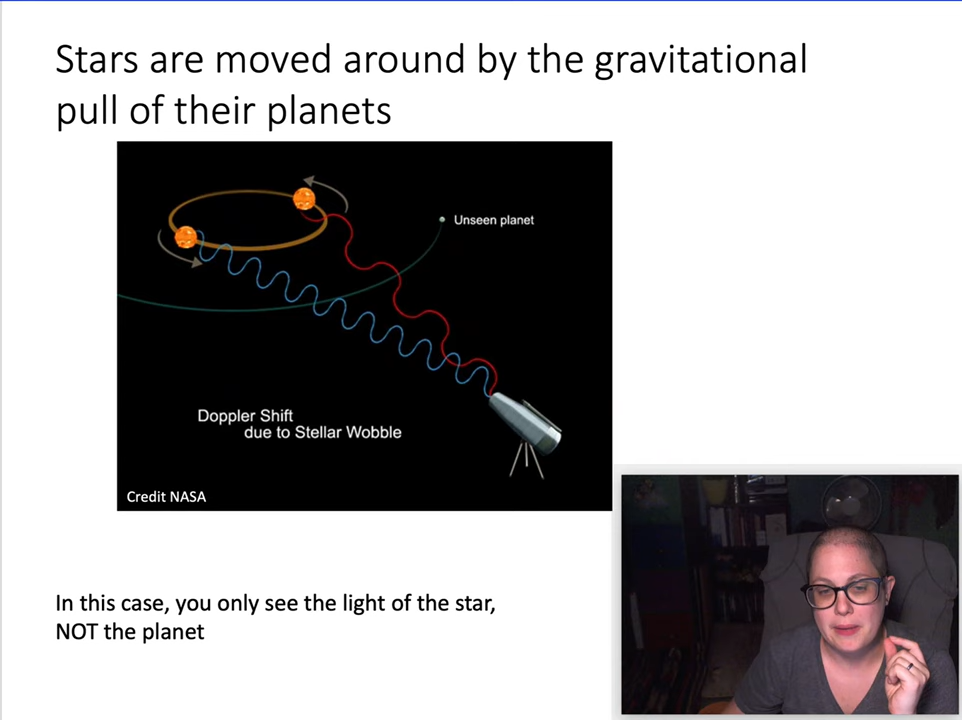 Stars are moved around by the gravitational
pull of their planets
Unseen planet
Doppler Shift
due to Stellar Wobble
Credit NASA
In this case, you only see the light of the star,
NOT the planet